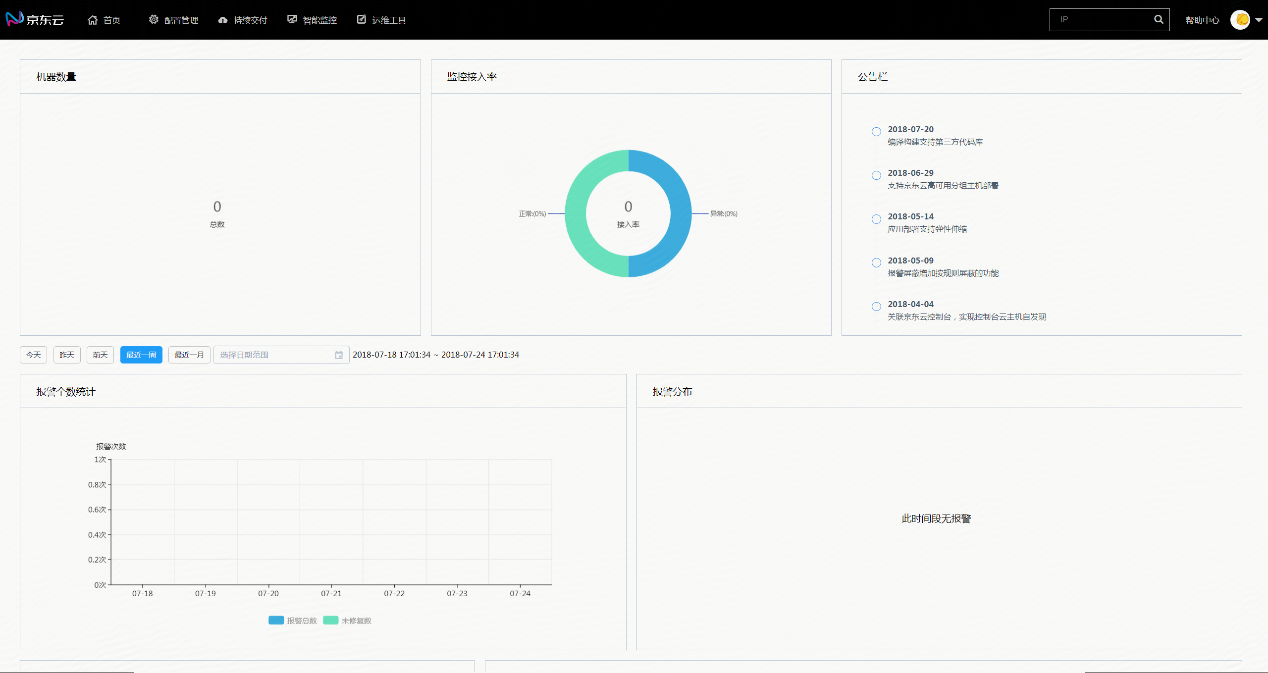 京东云
首页
配置管理
持续交付
智能监控
运维工具
IP
帮助中心
机器数量
0
总数
监控接入率
正常:(0%)
0
接入率
异常:(0%)
公告栏
2018-07-20
编译构建支持第三方代码库
2018-06-29
支持京东云高可用分组主机部署
2018-05-14
应用部署支持弹性伸缩
2018-05-09
报警屏蔽增加按规则屏蔽的功能
2018-04-04
关联京东云控制台，实现控制台云主机自发现
今天
昨天
前天
最近一周
最近一月
选择日期范围
2018-07-18 17:01:34 ~ 2018-07-24 17:01:34
报警个数统计
报警次数
1次
0.8次
0.6次
0.4次
0.2次
0次
07-18
07-19
07-20
07-21
07-22
07-23
07-24
报警总数
未修复数
报警分布
此时间段无报警